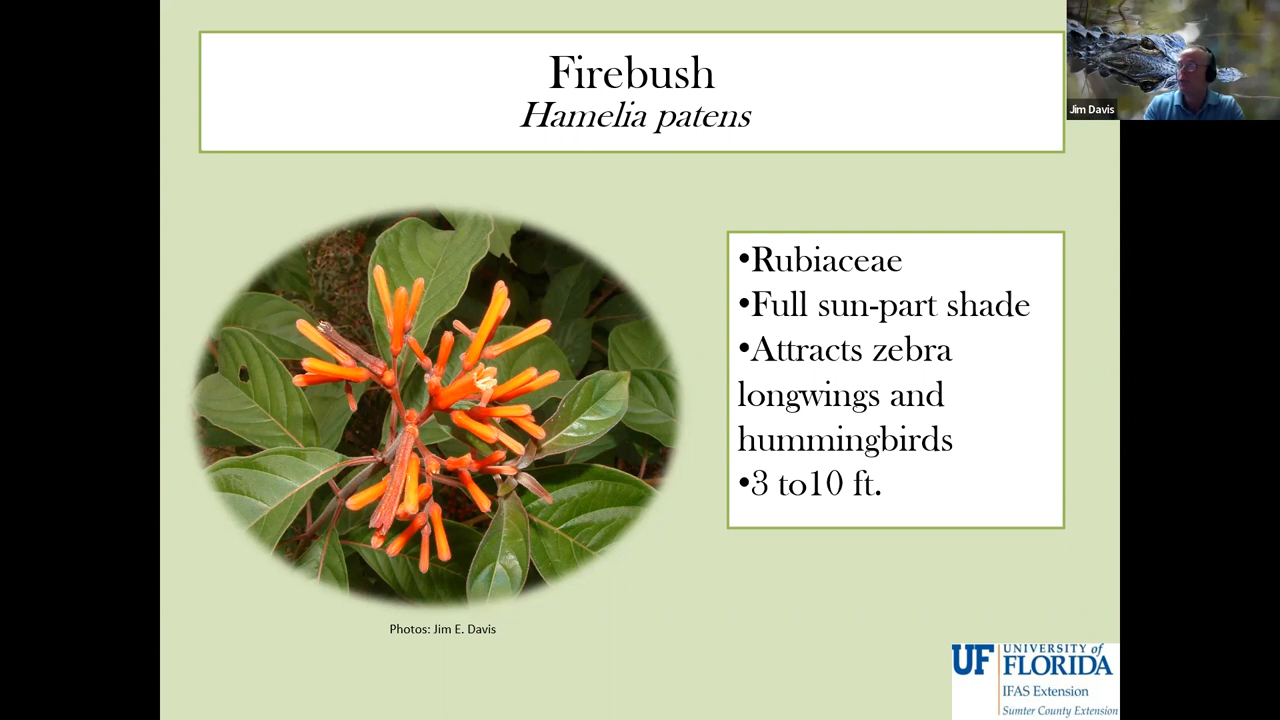 Firebush
Hamelia patens
Jim Davis
•Rubiaceae
•Full sun-part shade
•Attracts zebra
longwings and
hummingbirds
•3 to10 ft.
Photos: Jim E. Davis
UF UNIVERSITY of
FLORIDA
IFAS Extension
Sumter County Extension